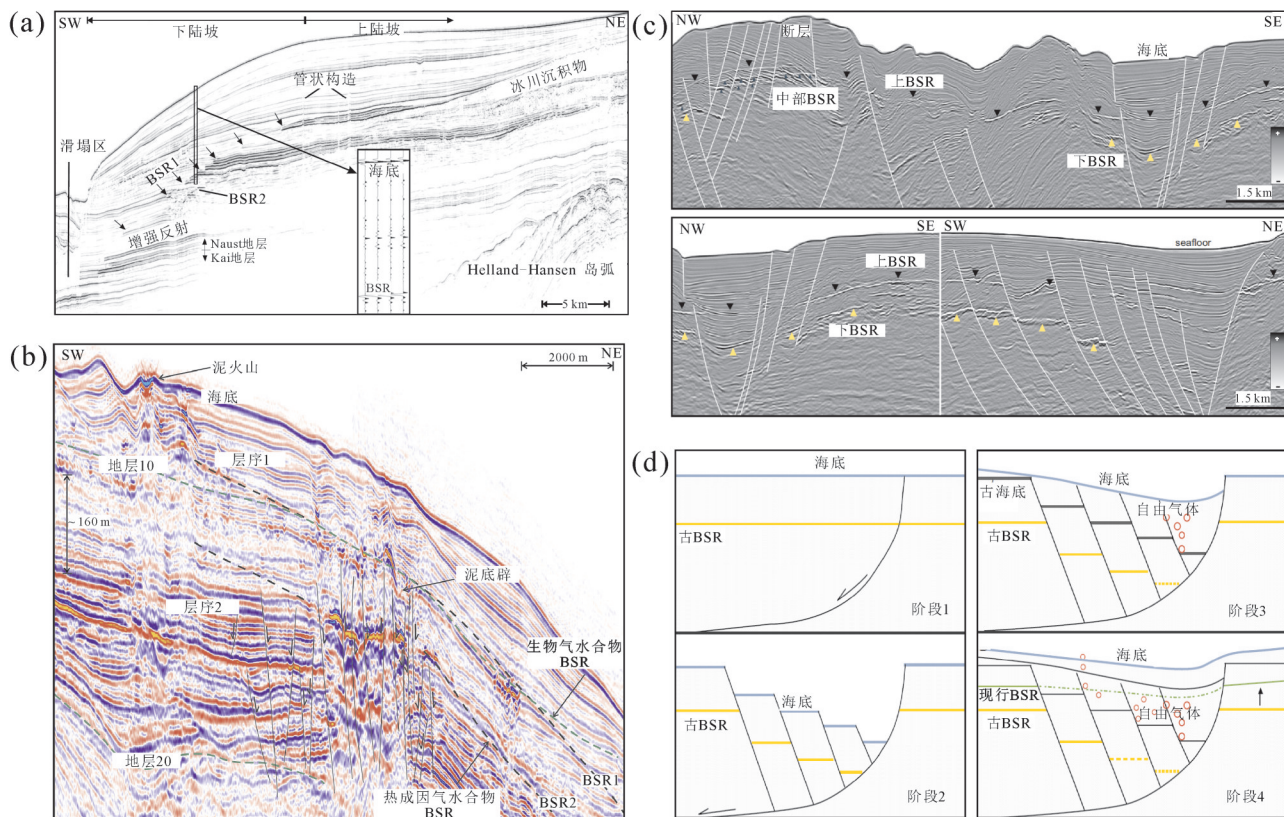 (a)
SW
NE
下陆坡
上陆坡
管状构造
冰川沉积物
滑塌区
BSR1
BSR2
海底
增强反射
Naust地层
Kai地层
BSR
Helland-Hansen 岛弧
5 km
(b)
SW
NE
2000 m
泥火山
海底
地层10
层序1
~160 m
泥底辟
层序2
生物气水合物
BSR
地层20
热成因气水合物
BSR
BSR1
BSR2
(c)
NW
SE
断层
海底
上BSR
中部BSR
下BSR
+
-
1.5 km
NW
SE
SW
NE
seafloor
上BSR
下BSR
+
-
1.5 km
(d)
海底
古BSR
阶段1
海底
古BSR
阶段2
古海底
海底
自由气体
古BSR
阶段3
海底
现行BSR
自由气体
古BSR
阶段4